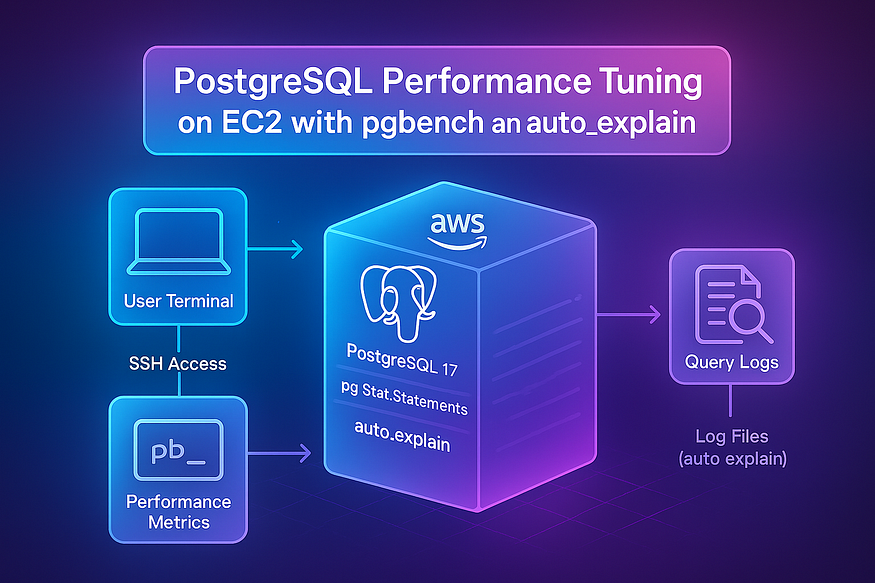 PostgreSQL Performance Tuning
on EC2 with pgbench an auto_explain
aws
User Terminal
SSH Access
pb_
Performance
Metrics
PostgreSQL 17
pg Stat.Statements
auto.explain
Query Logs
Log Files
(auto explain)